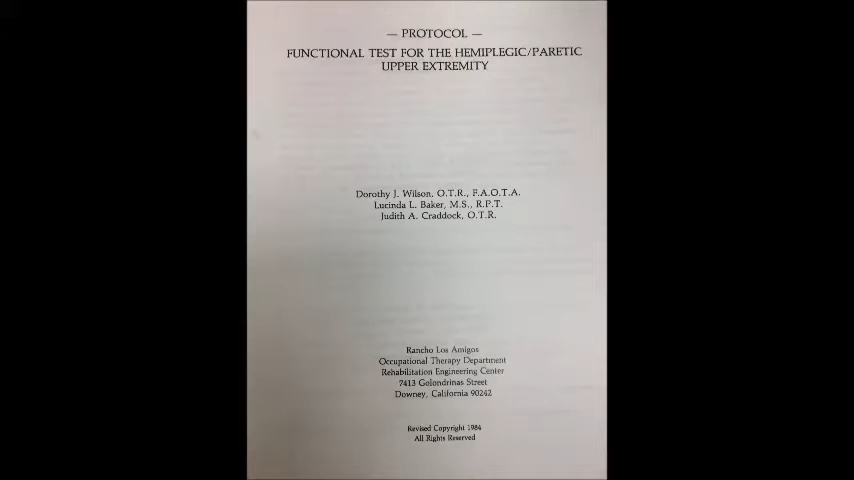 — PROTOCOL —
FUNCTIONAL TEST FOR THE HEMIPLEGIC/PARETIC
UPPER EXTREMITY
Dorothy J. Wilson, O.T.R., F.A.O.T.A.
Lucinda L. Baker, M.S., R.P.T.
Judith A. Craddock, O.T.R.
Rancho Los Amigos
Occupational Therapy Department
Rehabilitation Engineering Center
7413 Golondrinas Street
Downey, California 90242
Revised Copyright 1984
All Rights Reserved